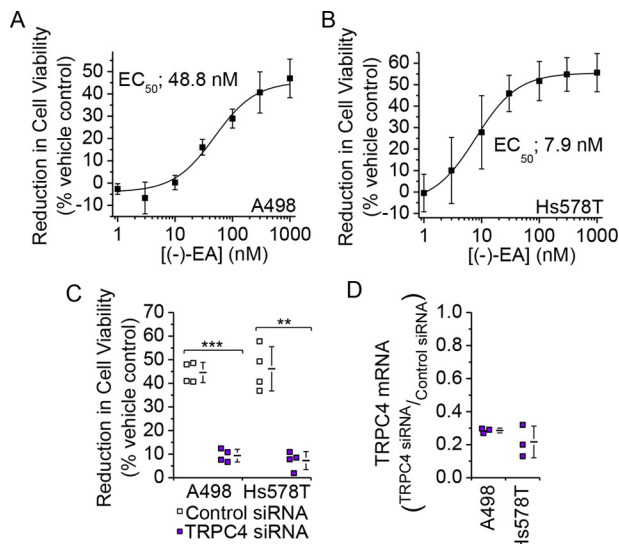 A
Reduction in Cell Viability
(% vehicle control)
50
40
30
20
10
0
-10
EC50; 48.8 nM
A498
1 10 100 1000
[(-)-EA] (nM)
B
Reduction in Cell Viability
(% vehicle control)
60
50
40
30
20
10
0
-10
EC50; 7.9 nM
Hs578T
1 10 100 1000
[(-)-EA] (nM)
C
Reduction in Cell Viability
(% vehicle control)
70
60
50
40
30
20
10
0
***
**
A498 Hs578T
Control siRNA
TRPC4 siRNA
D
TRPC4 mRNA
(TRPC4 siRNA/Control siRNA)
1.0
0.8
0.6
0.4
0.2
0.0
A498
Hs578T